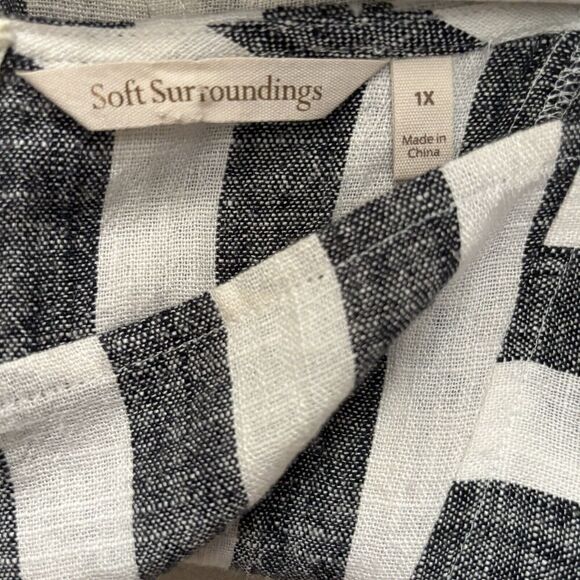 Soft Surroundings
1X
Made in
China